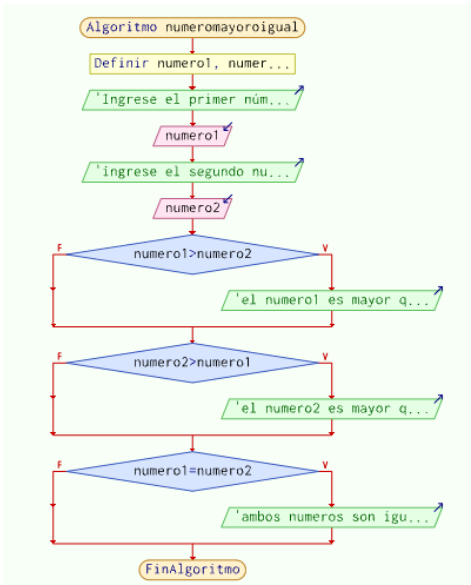 Algoritmo numeromayoroigual
Definir numero1, numer...
'Ingrese el primer núm...
numero1
'ingrese el segundo nu...
numero2
F
numero1>numero2
V
'el numero1 es mayor q...
F
numero2>numero1
V
'el numero2 es mayor q...
F
numero1=numero2
V
'ambos numeros son igu...
FinAlgoritmo